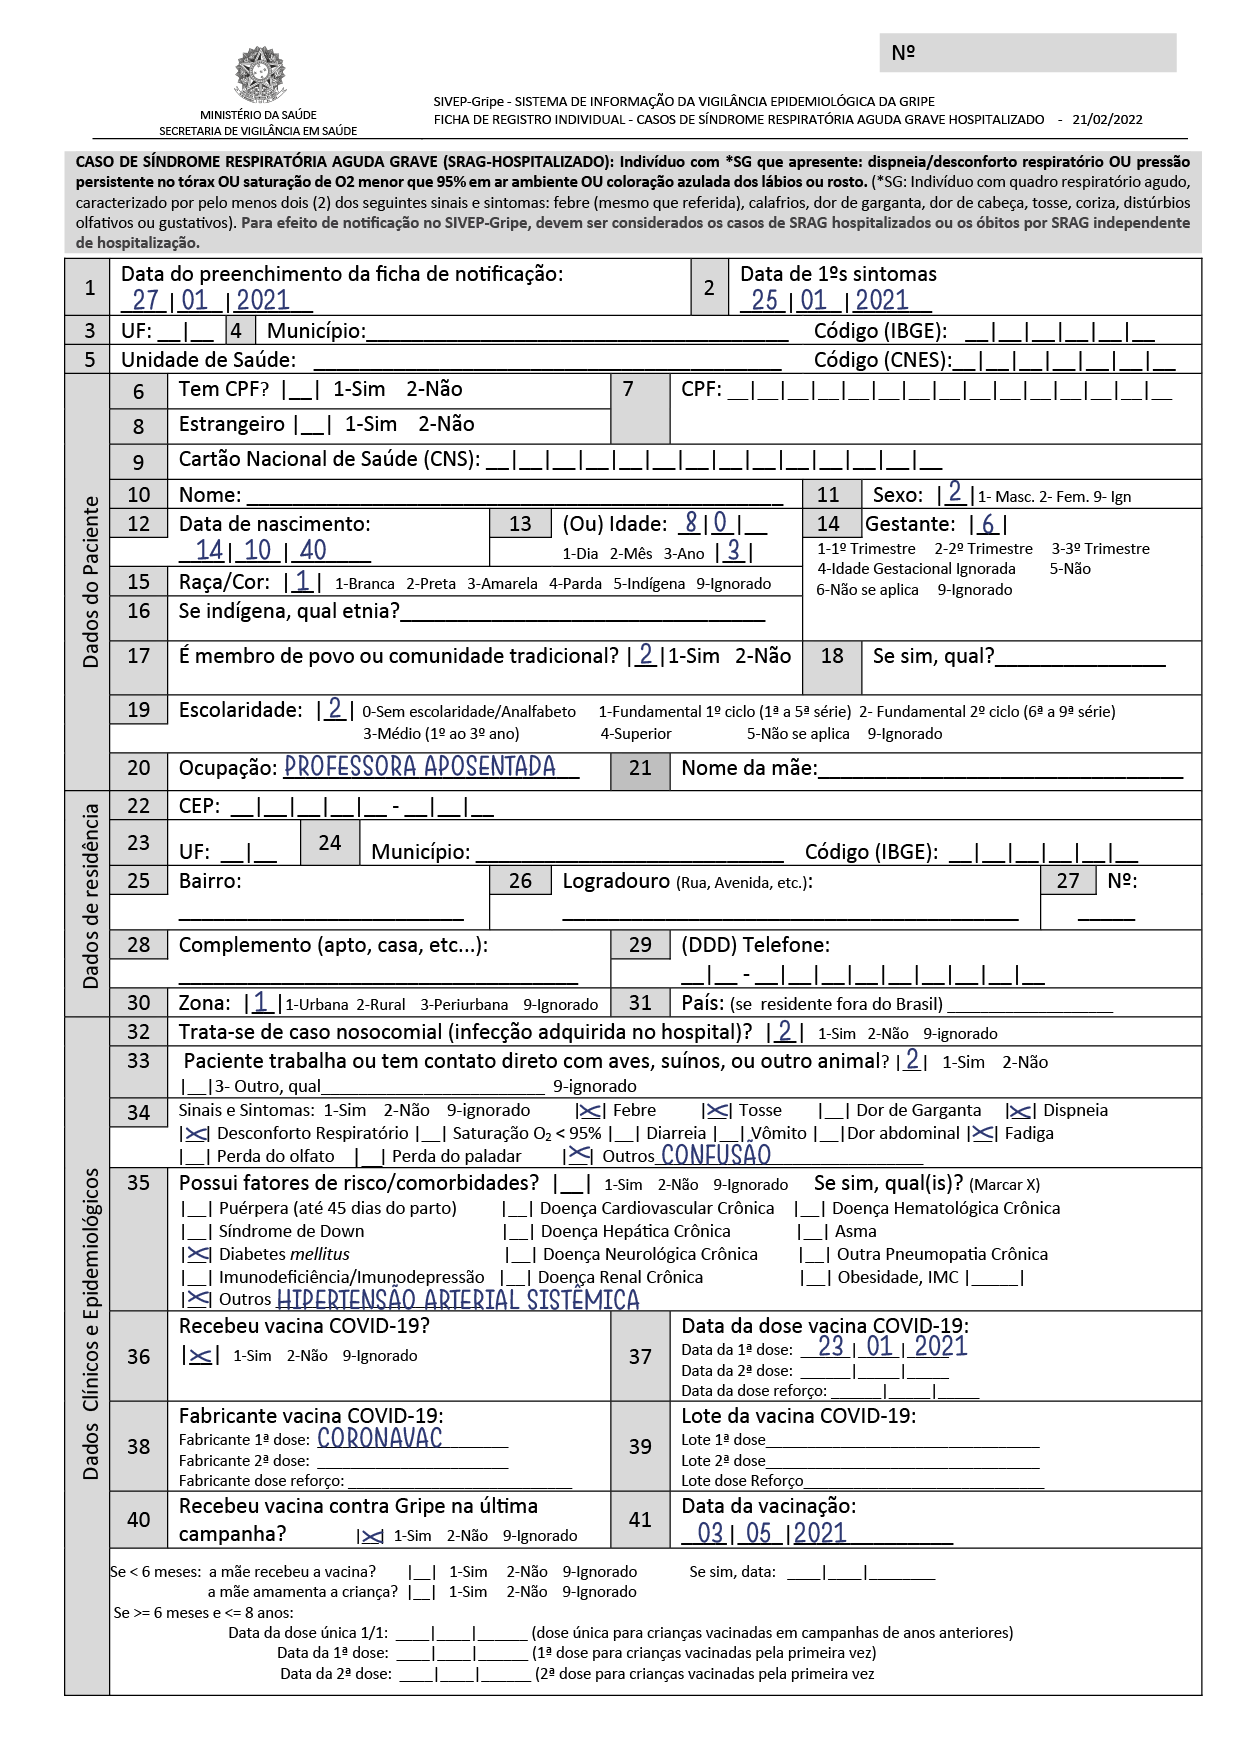 Nº
MINISTÉRIO DA SAÚDE
SECRETARIA DE VIGILÂNCIA EM SAÚDE
SIVEP-Gripe - SISTEMA DE INFORMAÇÃO DA VIGILÂNCIA EPIDEMIOLÓGICA DA GRIPE
FICHA DE REGISTRO INDIVIDUAL - CASOS DE SÍNDROME RESPIRATÓRIA AGUDA GRAVE HOSPITALIZADO - 21/02/2022
CASO DE SÍNDROME RESPIRATÓRIA AGUDA GRAVE (SRAG-HOSPITALIZADO): Indivíduo com *SG que apresente: dispneia/desconforto respiratório OU pressão
persistente no tórax OU saturação de O2 menor que 95% em ar ambiente OU coloração azulada dos lábios ou rosto. (*SG: Indivíduo com quadro respiratório agudo,
caracterizado por pelo menos dois (2) dos seguintes sinais e sintomas: febre (mesmo que referida), calafrios, dor de garganta, dor de cabeça, tosse, coriza, distúrbios
olfativos ou gustativos). Para efeito de notificação no SIVEP-Gripe, devem ser considerados os casos de SRAG hospitalizados ou os óbitos por SRAG independente
de hospitalização.
1 Data do preenchimento da ficha de notificação:
27|01|2021
2 Data de 1ºs sintomas
25|01|2021
3 UF: __|__ 4 Município:____ Código (IBGE): __|__|__|__|__|__
5 Unidade de Saúde: ____ Código (CNES):__|__|__|__|__|__|__
Dados do Paciente
6 Tem CPF? |__| 1-Sim 2-Não
7 CPF: __|__|__|__|__|__|__|__|__|__|__|__|__|__
8 Estrangeiro |__| 1-Sim 2-Não
9 Cartão Nacional de Saúde (CNS): __|__|__|__|__|__|__|__|__|__|__|__|__|__
10 Nome: ____
11 Sexo: |2| 1- Masc. 2- Fem. 9- Ign
12 Data de nascimento:
14|10|40
13 (Ou) Idade: 8|0|__
1-Dia 2-Mês 3-Ano |3|
14 Gestante: |6|
1-1º Trimestre 2-2º Trimestre 3-3º Trimestre
4-Idade Gestacional Ignorada 5-Não
6-Não se aplica 9-Ignorado
15 Raça/Cor: |1| 1-Branca 2-Preta 3-Amarela 4-Parda 5-Indígena 9-Ignorado
16 Se indígena, qual etnia?____
17 É membro de povo ou comunidade tradicional? |2|1-Sim 2-Não
18 Se sim, qual?____
19 Escolaridade: |2| 0-Sem escolaridade/Analfabeto 1-Fundamental 1º ciclo (1ª a 5ª série) 2- Fundamental 2º ciclo (6ª a 9ª série)
3-Médio (1º ao 3º ano) 4-Superior 5-Não se aplica 9-Ignorado
20 Ocupação: PROFESSORA APOSENTADA
21 Nome da mãe:____
Dados de residência
22 CEP: __|__|__|__|__ - __|__|__
23 UF: __|__ 24 Município: ____ Código (IBGE): __|__|__|__|__|__
25 Bairro:
26 Logradouro (Rua, Avenida, etc.):
27 Nº:
28 Complemento (apto, casa, etc...):
29 (DDD) Telefone:
__|__ - __|__|__|__|__|__|__|__|__
30 Zona: |1|1-Urbana 2-Rural 3-Periurbana 9-Ignorado
31 País: (se residente fora do Brasil) ____
Dados Clínicos e Epidemiológicos
32 Trata-se de caso nosocomial (infecção adquirida no hospital)? |2| 1-Sim 2-Não 9-ignorado
33 Paciente trabalha ou tem contato direto com aves, suínos, ou outro animal? |2| 1-Sim 2-Não
|__|3- Outro, qual____ 9-ignorado
34 Sinais e Sintomas: 1-Sim 2-Não 9-ignorado |X| Febre |X| Tosse |__| Dor de Garganta |X| Dispneia
|X| Desconforto Respiratório |__| Saturação O2 < 95% |__| Diarreia |__| Vômito |__|Dor abdominal |X| Fadiga
|__| Perda do olfato |__| Perda do paladar |X| Outros CONFUSÃO
35 Possui fatores de risco/comorbidades? |__| 1-Sim 2-Não 9-Ignorado Se sim, qual(is)? (Marcar X)
|__| Puérpera (até 45 dias do parto) |__| Doença Cardiovascular Crônica |__| Doença Hematológica Crônica
|__| Síndrome de Down |__| Doença Hepática Crônica |__| Asma
|X| Diabetes mellitus |__| Doença Neurológica Crônica |__| Outra Pneumopatia Crônica
|__| Imunodeficiência/Imunodepressão |__| Doença Renal Crônica |__| Obesidade, IMC |_____|
|X| Outros HIPERTENSÃO ARTERIAL SISTÊMICA
36 Recebeu vacina COVID-19?
|X| 1-Sim 2-Não 9-Ignorado
37 Data da dose vacina COVID-19:
Data da 1ª dose: 23|01|2021
Data da 2ª dose: ____|____|____
Data da dose reforço: ____|____|____
38 Fabricante vacina COVID-19:
Fabricante 1ª dose: CORONAVAC
Fabricante 2ª dose: ____
Fabricante dose reforço: ____
39 Lote da vacina COVID-19:
Lote 1ª dose____
Lote 2ª dose____
Lote dose Reforço____
40 Recebeu vacina contra Gripe na última
campanha? |X| 1-Sim 2-Não 9-Ignorado
41 Data da vacinação:
03|05|2021
Se < 6 meses: a mãe recebeu a vacina? |__| 1-Sim 2-Não 9-Ignorado Se sim, data: ____|____|____
a mãe amamenta a criança? |__| 1-Sim 2-Não 9-Ignorado
Se >= 6 meses e <= 8 anos:
Data da dose única 1/1: ____|____|____ (dose única para crianças vacinadas em campanhas de anos anteriores)
Data da 1ª dose: ____|____|____ (1ª dose para crianças vacinadas pela primeira vez)
Data da 2ª dose: ____|____|____ (2ª dose para crianças vacinadas pela primeira vez